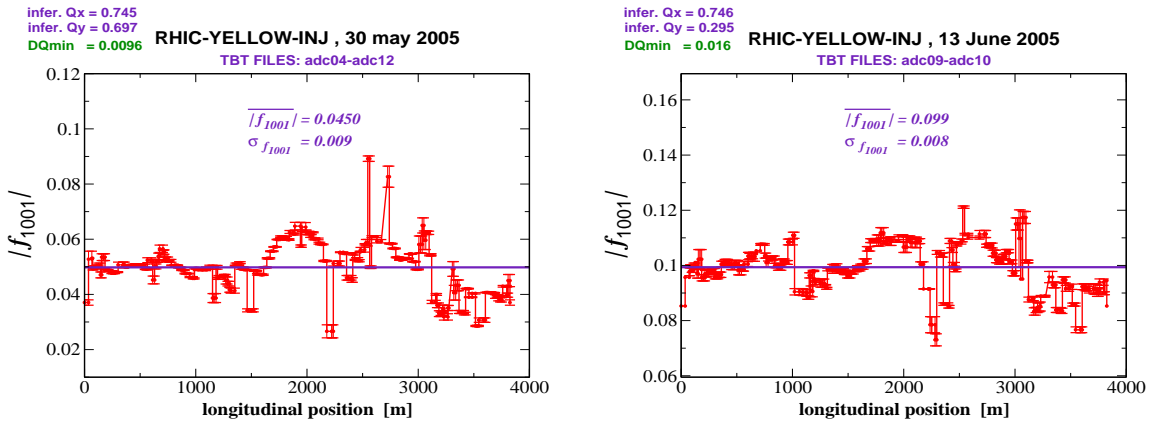 infer. Qx = 0.745
infer. Qy = 0.697
DQmin = 0.0096
RHIC-YELLOW-INJ , 30 may 2005
TBT FILES: adc04-adc12
|f1001| = 0.0450
σ f1001 = 0.009
|f1001|
0.12
0.1
0.08
0.06
0.04
0.02
0 1000 2000 3000 4000
longitudinal position [m]
infer. Qx = 0.746
infer. Qy = 0.295
DQmin = 0.016
RHIC-YELLOW-INJ , 13 June 2005
TBT FILES: adc09-adc10
|f1001| = 0.099
σ f1001 = 0.008
|f1001|
0.16
0.14
0.12
0.1
0.08
0.06
0 1000 2000 3000 4000
longitudinal position [m]